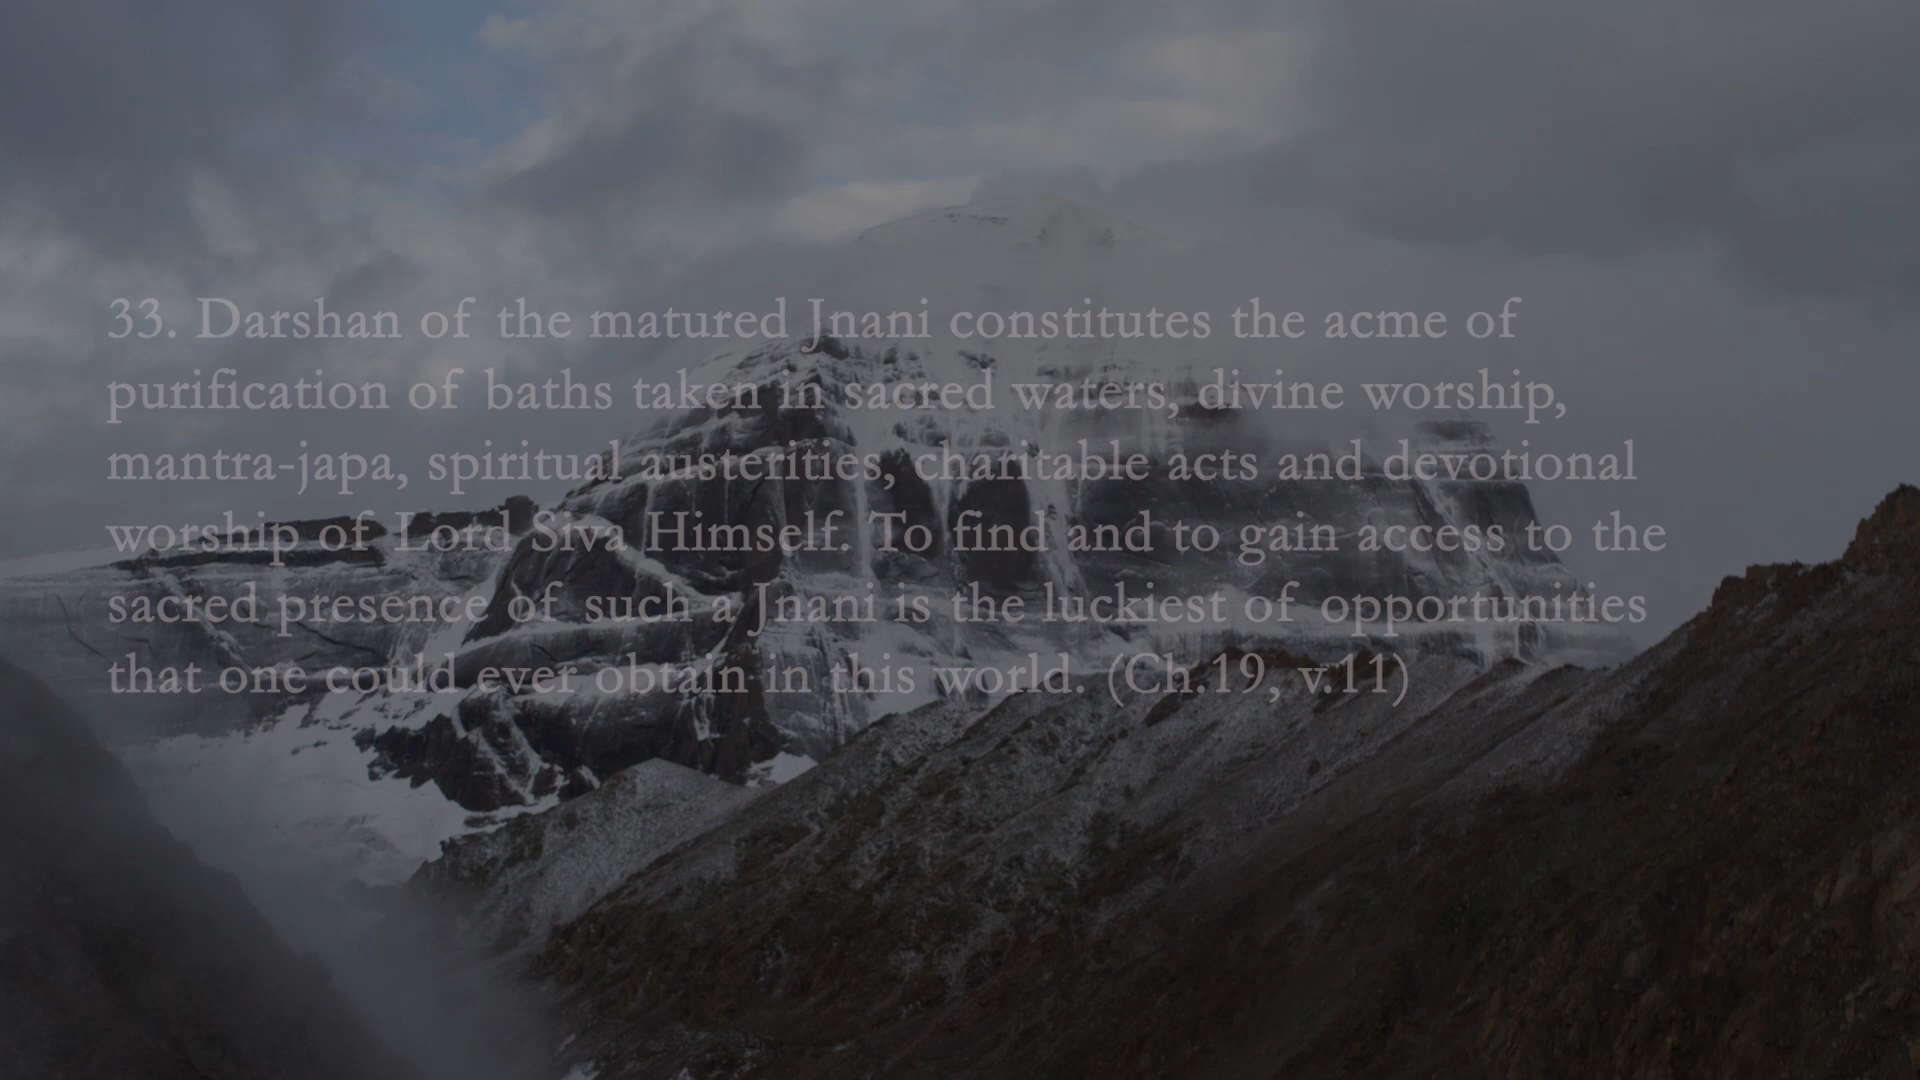 33. Darshan of the matured Jnani constitutes the acme of
purification of baths taken in sacred waters, divine worship,
mantra-japa, spiritual austerities, charitable acts and devotional
worship of Lord Siva Himself. To find and to gain access to the
sacred presence of such a Jnani is the luckiest of opportunities
that one could ever obtain in this world. (Ch.19, v.11)